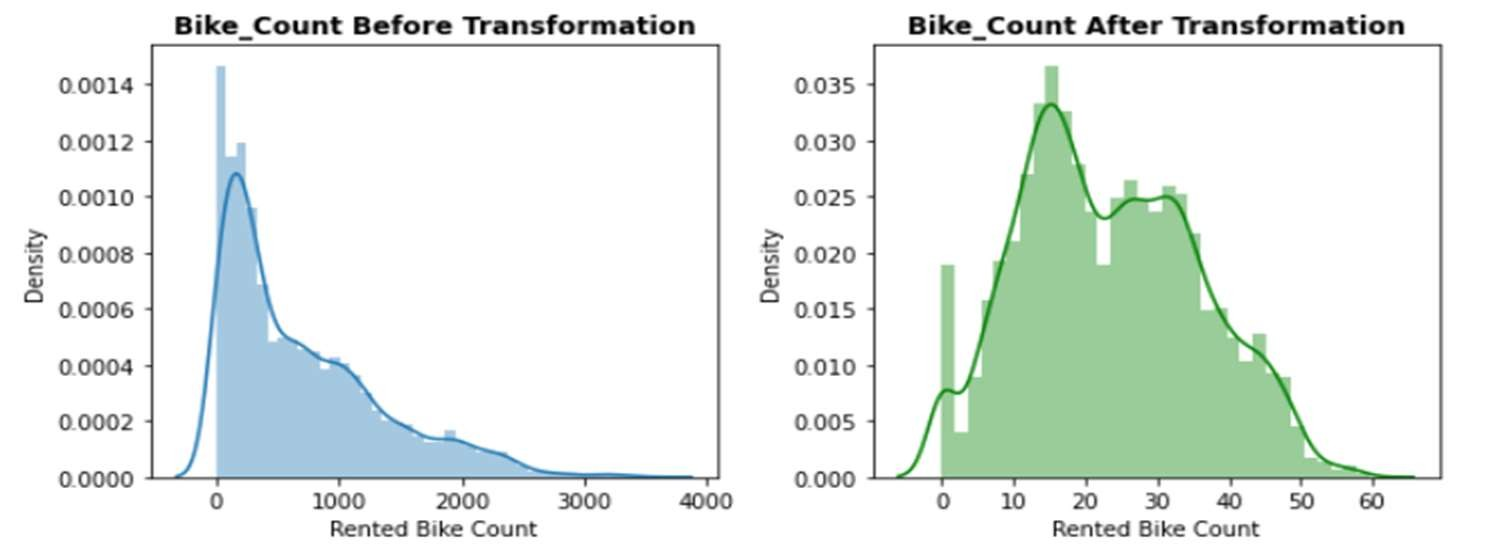 Bike_Count Before Transformation
Density
0.0014
0.0012
0.0010
0.0008
0.0006
0.0004
0.0002
0.0000
0 1000 2000 3000 4000
Rented Bike Count
Bike_Count After Transformation
Density
0.035
0.030
0.025
0.020
0.015
0.010
0.005
0.000
0 10 20 30 40 50 60
Rented Bike Count